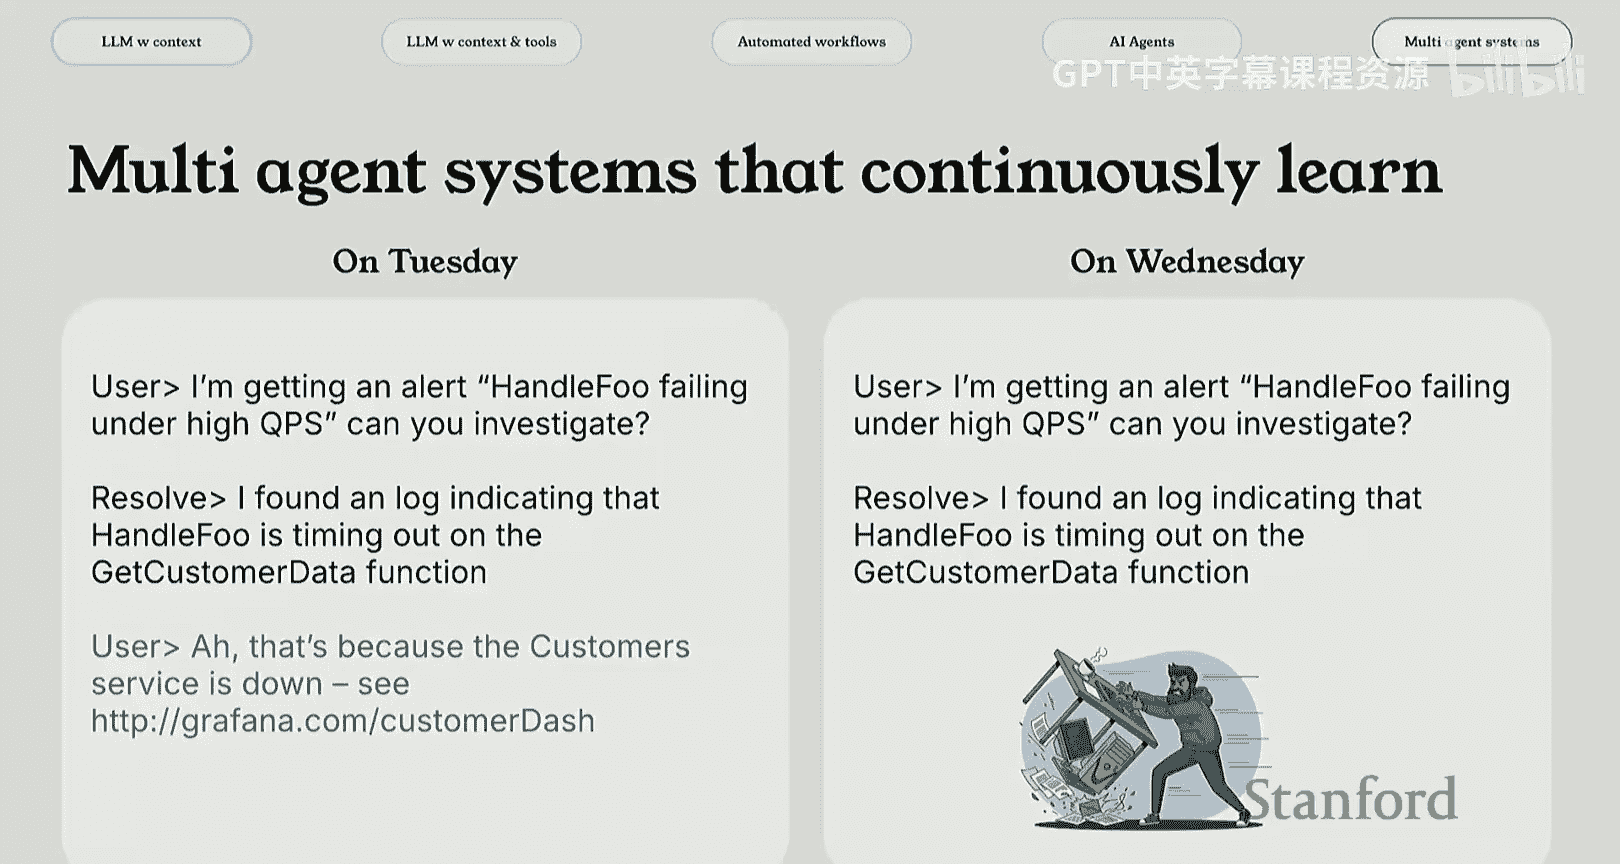 LLM w context
LLM w context & tools
Automated workflows
AI Agents
Multi agent systems
GPT中英字幕课程资源
bilibili
Multi agent systems that continuously learn
On Tuesday
User> I'm getting an alert “HandleFoo failing
under high QPS” can you investigate?
Resolve> I found an log indicating that
HandleFoo is timing out on the
GetCustomerData function
User> Ah, that's because the Customers
service is down – see
http://grafana.com/customerDash
On Wednesday
User> I'm getting an alert “HandleFoo failing
under high QPS” can you investigate?
Resolve> I found an log indicating that
HandleFoo is timing out on the
GetCustomerData function
Stanford